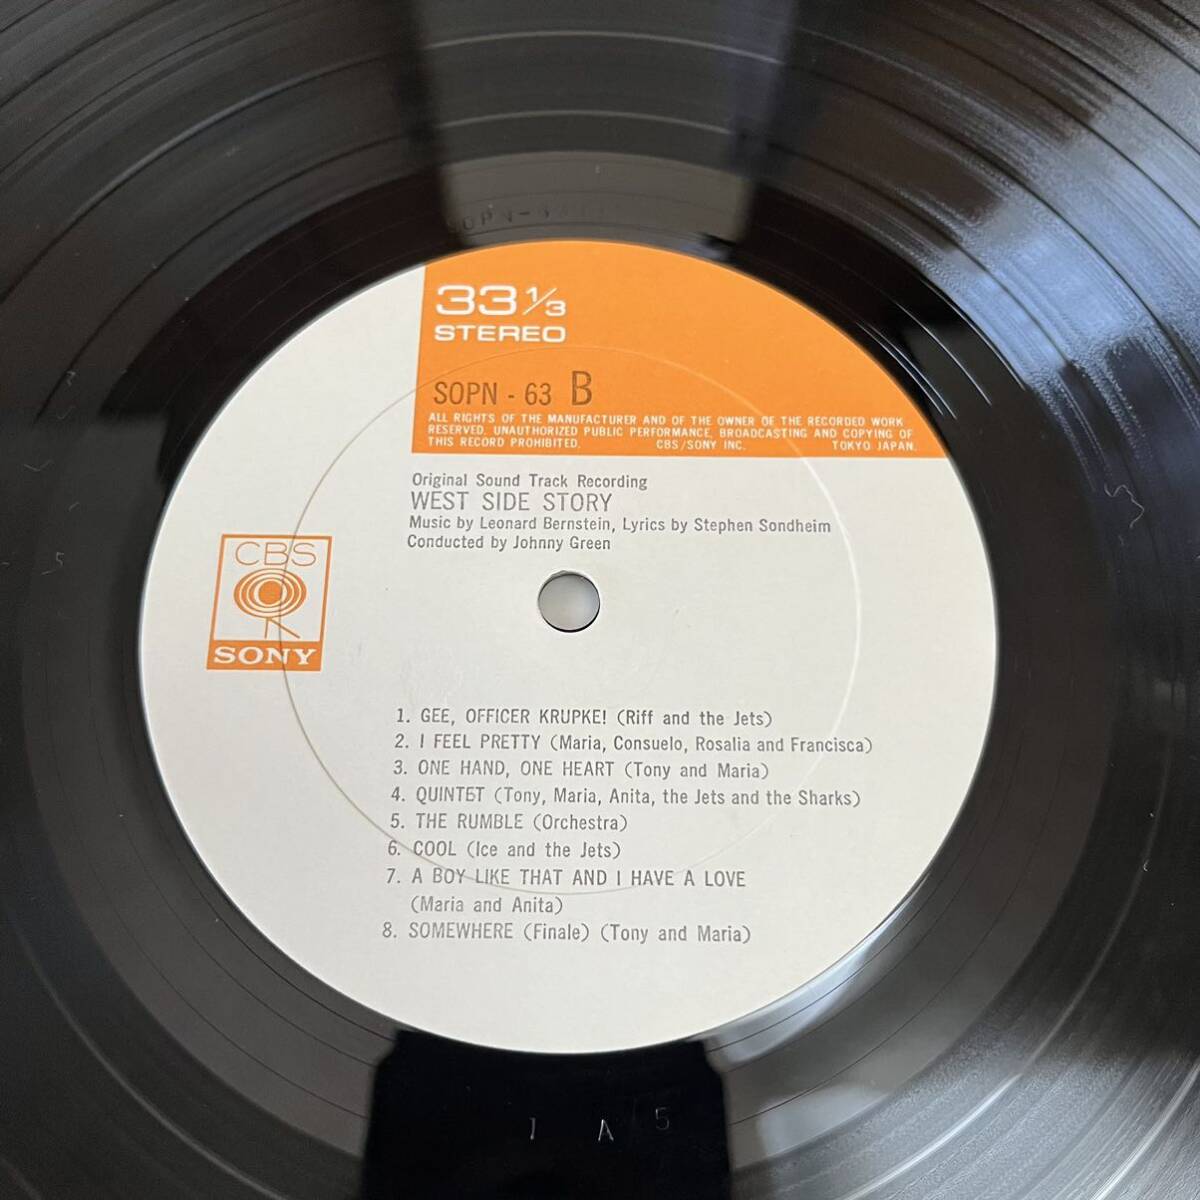 33 1/3
STEREO
SOPN - 63 B
ALL RIGHTS OF THE MANUFACTURER AND OF THE OWNER OF THE RECORDED WORK
RESERVED. UNAUTHORIZED PUBLIC PERFORMANCE, BROADCASTING AND COPYING OF
THIS RECORD PROHIBITED. CBS/SONY INC. TOKYO JAPAN.
Original Sound Track Recording
WEST SIDE STORY
Music by Leonard Bernstein, Lyrics by Stephen Sondheim
Conducted by Johnny Green
CBS
SONY
1. GEE, OFFICER KRUPKE! (Riff and the Jets)
2. I FEEL PRETTY (Maria, Consuelo, Rosalia and Francisca)
3. ONE HAND, ONE HEART (Tony and Maria)
4. QUINTET (Tony, Maria, Anita, the Jets and the Sharks)
5. THE RUMBLE (Orchestra)
6. COOL (Ice and the Jets)
7. A BOY LIKE THAT AND I HAVE A LOVE
(Maria and Anita)
8. SOMEWHERE (Finale) (Tony and Maria)
1 A 5